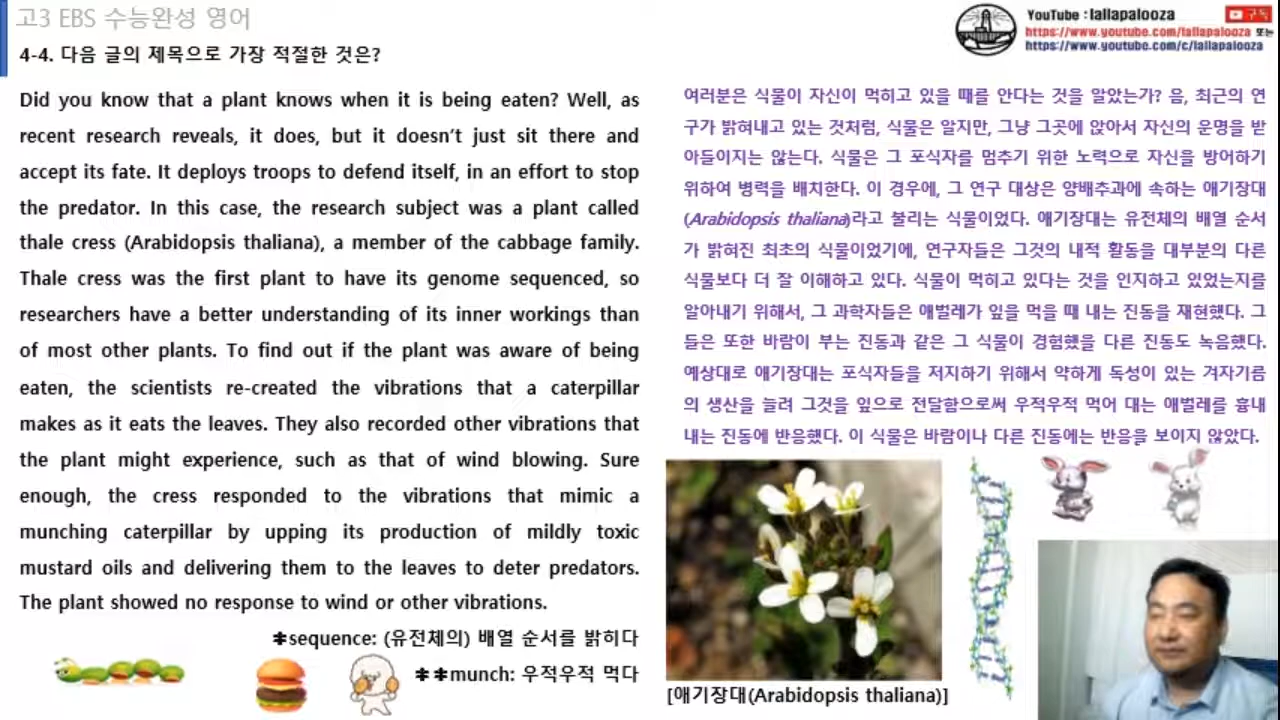 고3 EBS 수능완성 영어
4-4. 다음 글의 제목으로 가장 적절한 것은?
Did you know that a plant knows when it is being eaten? Well, as
recent research reveals, it does, but it doesn't just sit there and
accept its fate. It deploys troops to defend itself, in an effort to stop
the predator. In this case, the research subject was a plant called
thale cress (Arabidopsis thaliana), a member of the cabbage family.
Thale cress was the first plant to have its genome sequenced, so
researchers have a better understanding of its inner workings than
of most other plants. To find out if the plant was aware of being
eaten, the scientists re-created the vibrations that a caterpillar
makes as it eats the leaves. They also recorded other vibrations that
the plant might experience, such as that of wind blowing. Sure
enough, the cress responded to the vibrations that mimic a
munching caterpillar by upping its production of mildly toxic
mustard oils and delivering them to the leaves to deter predators.
The plant showed no response to wind or other vibrations.
*sequence: (유전체의) 배열 순서를 밝히다
**munch: 우적우적 먹다
YouTube : lallapalooza
구독
https://www.youtube.com/lallapalooza 또는
https://www.youtube.com/c/lallapalooza
여러분은 식물이 자신이 먹히고 있을 때를 안다는 것을 알았는가? 음, 최근의 연
구가 밝혀내고 있는 것처럼, 식물은 알지만, 그냥 그곳에 앉아서 자신의 운명을 받
아들이지는 않는다. 식물은 그 포식자를 멈추기 위한 노력으로 자신을 방어하기
위하여 병력을 배치한다. 이 경우에, 그 연구 대상은 양배추과에 속하는 애기장대
(Arabidopsis thaliana)라고 불리는 식물이었다. 애기장대는 유전체의 배열 순서
가 밝혀진 최초의 식물이었기에, 연구자들은 그것의 내적 활동을 대부분의 다른
식물보다 더 잘 이해하고 있다. 식물이 먹히고 있다는 것을 인지하고 있었는지를
알아내기 위해서, 그 과학자들은 애벌레가 잎을 먹을 때 내는 진동을 재현했다. 그
들은 또한 바람이 부는 진동과 같은 그 식물이 경험했을 다른 진동도 녹음했다.
예상대로 애기장대는 포식자들을 저지하기 위해서 약하게 독성이 있는 겨자기름
의 생산을 늘려 그것을 잎으로 전달함으로써 우적우적 먹어 대는 애벌레를 흉내
내는 진동에 반응했다. 이 식물은 바람이나 다른 진동에는 반응을 보이지 않았다.
[애기장대(Arabidopsis thaliana)]